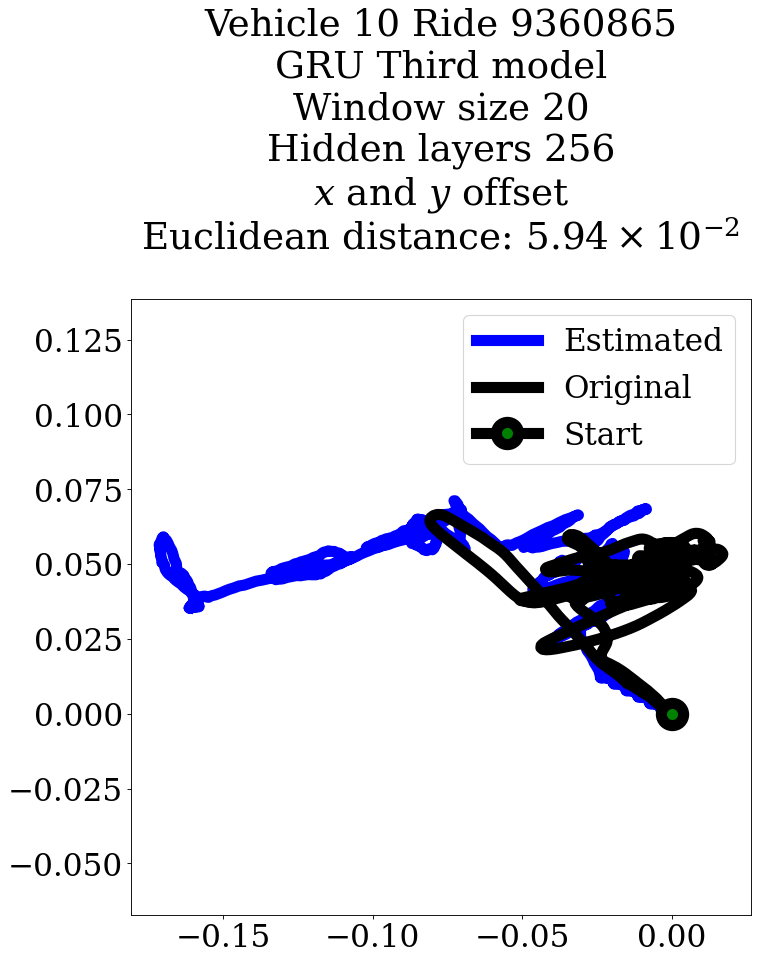 Vehicle 10 Ride 9360865
GRU Third model
Window size 20
Hidden layers 256
x and y offset
Euclidean distance: 5.94 × 10⁻²
Estimated
Original
Start
0.125
0.100
0.075
0.050
0.025
0.000
−0.025
−0.050
−0.15 −0.10 −0.05 0.00